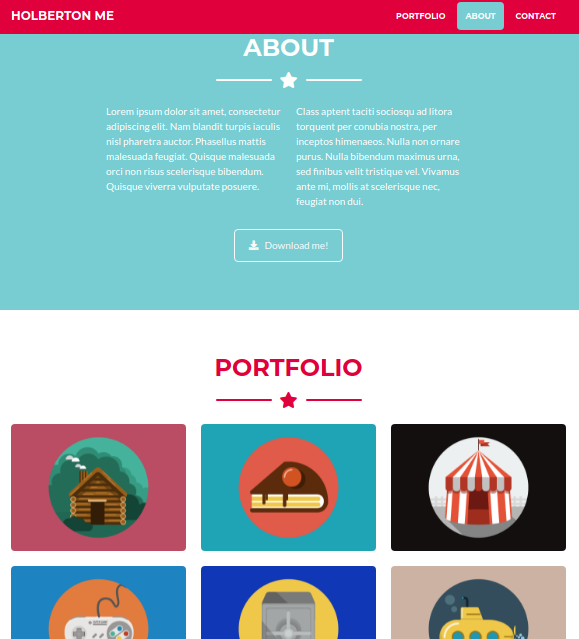 HOLBERTON ME
PORTFOLIO
ABOUT
CONTACT
ABOUT
Lorem ipsum dolor sit amet, consectetur
adipiscing elit. Nam blandit turpis iaculis
nisl pharetra auctor. Phasellus mattis
malesuada feugiat. Quisque malesuada
orci non risus scelerisque bibendum.
Quisque viverra vulputate posuere.
Class aptent taciti sociosqu ad litora
torquent per conubia nostra, per
inceptos himenaeos. Nulla non ornare
purus. Nulla bibendum maximus urna,
sed finibus velit tristique vel. Vivamus
ante mi, mollis at scelerisque nec,
feugiat non dui.
Download me!
PORTFOLIO